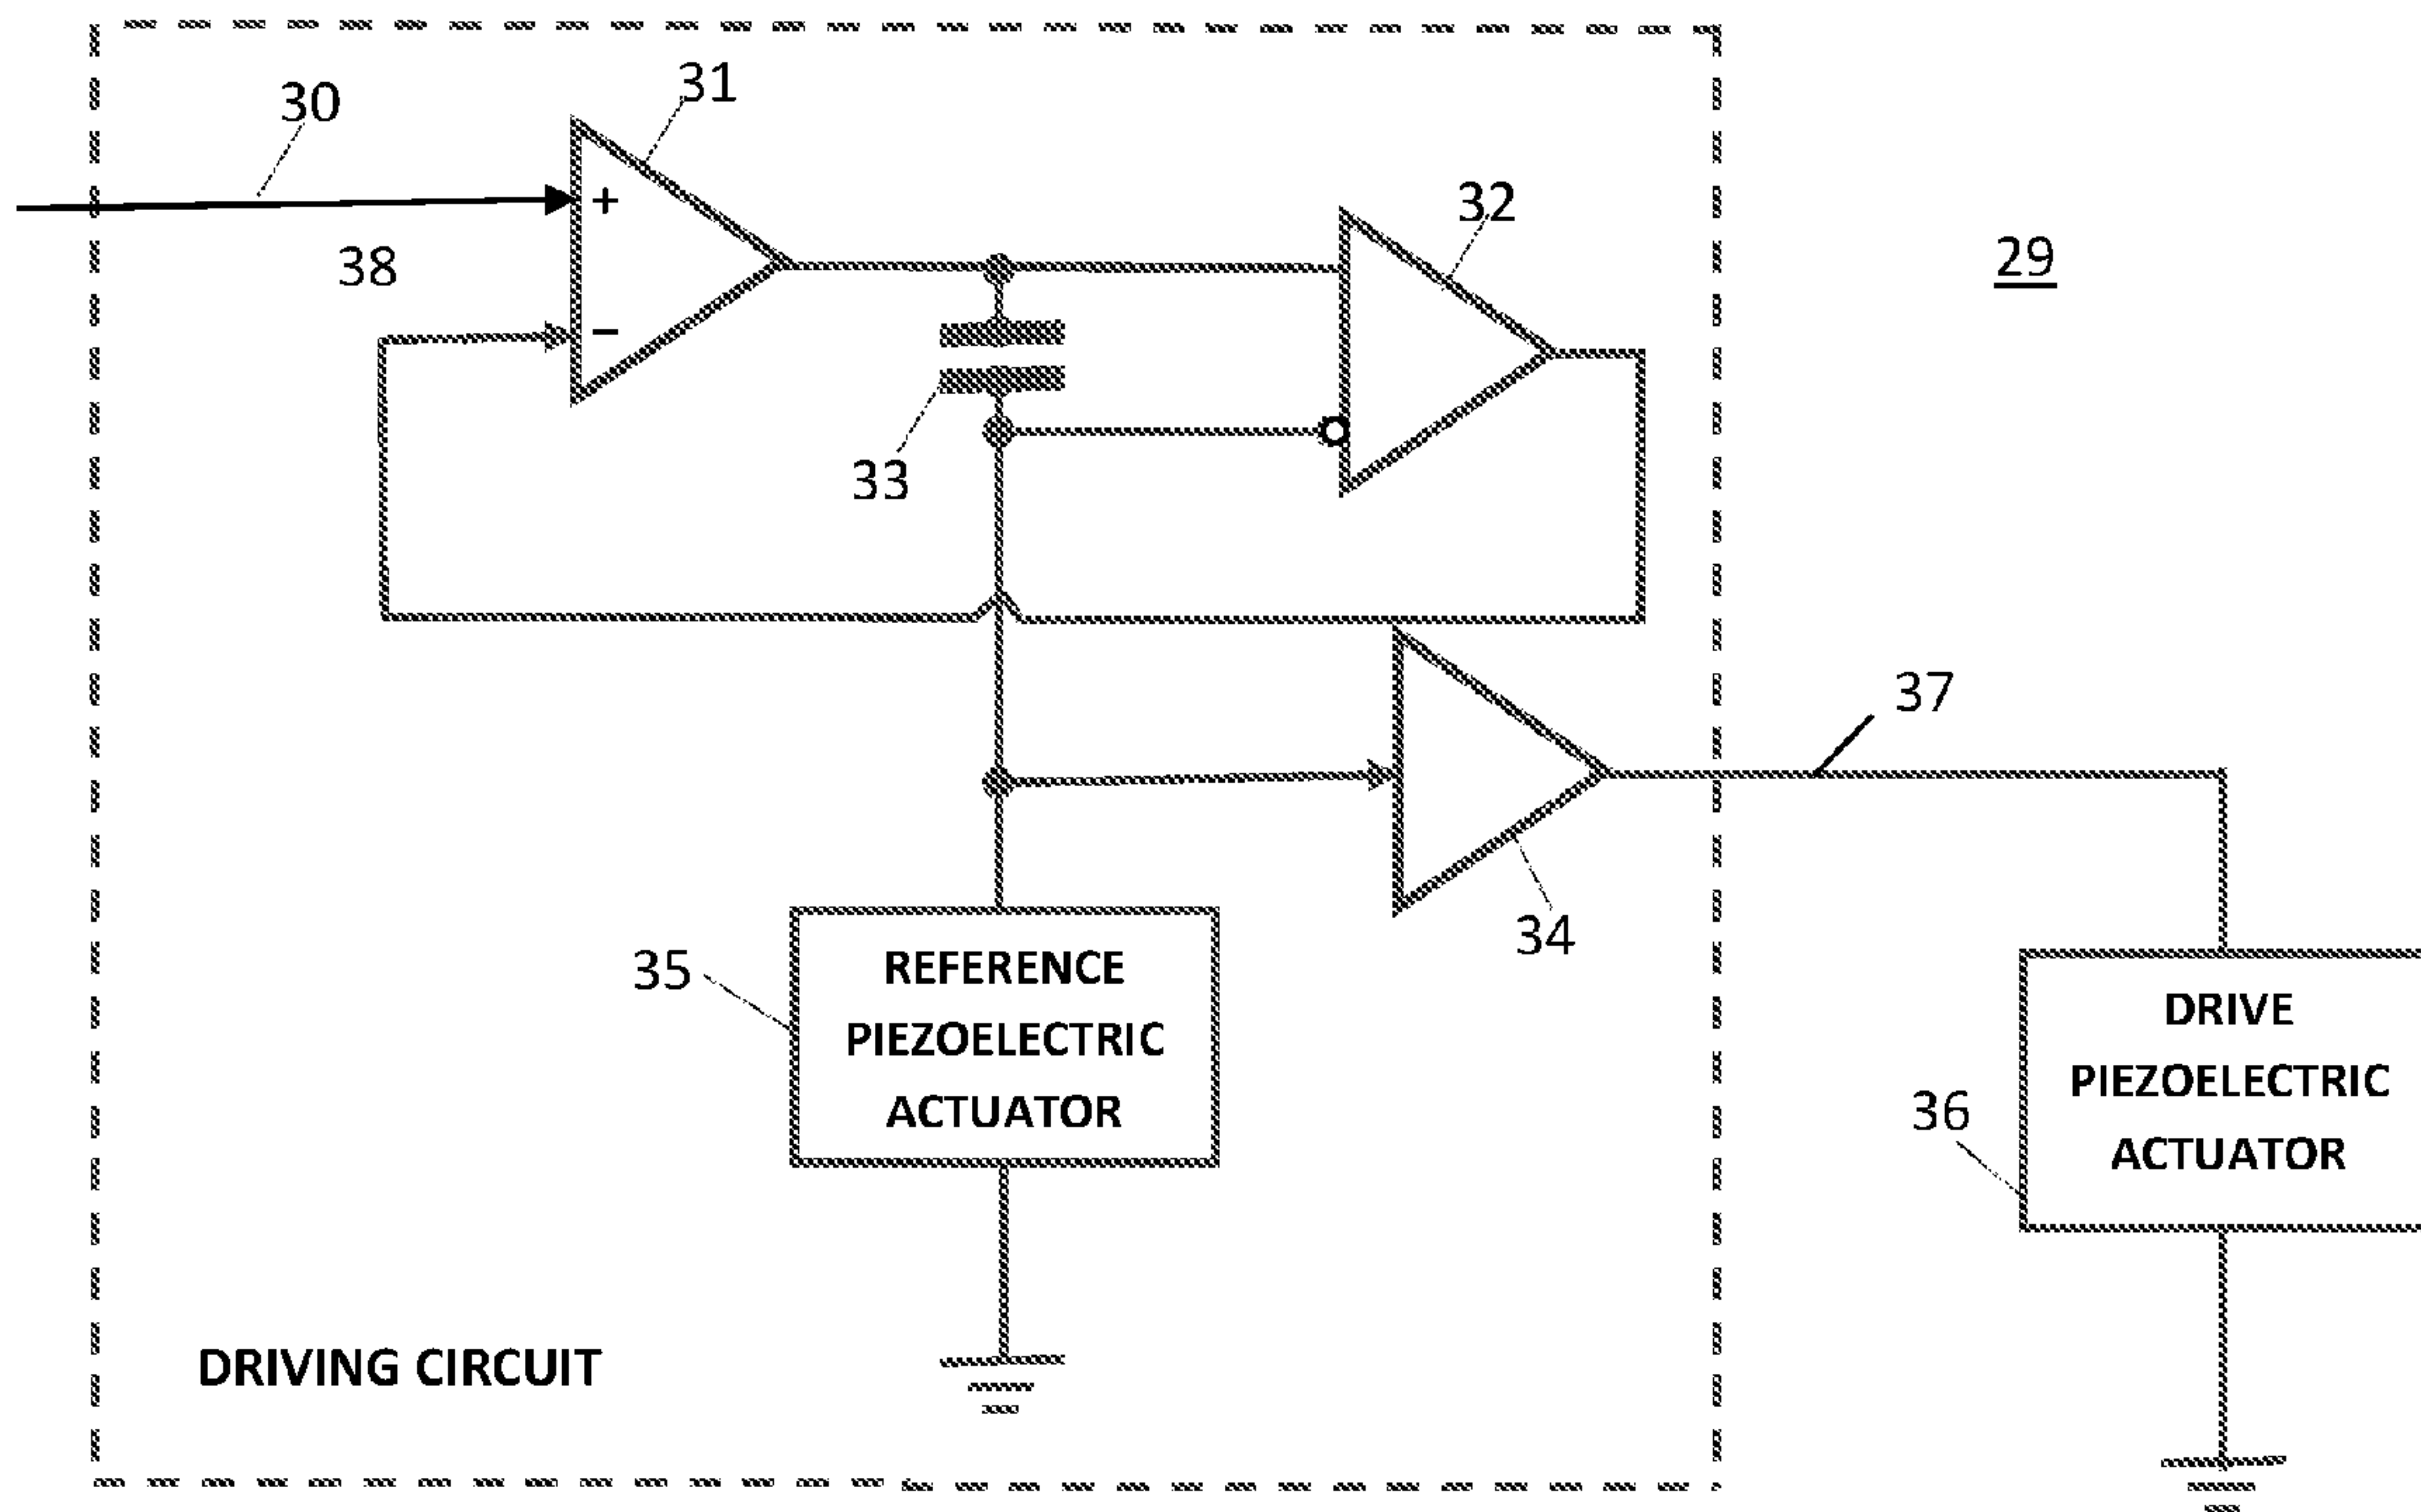 31
30
+
32
38
29
−
33
37
34
35
REFERENCE
PIEZOELECTRIC
ACTUATOR
DRIVE
PIEZOELECTRIC
ACTUATOR
36
DRIVING CIRCUIT